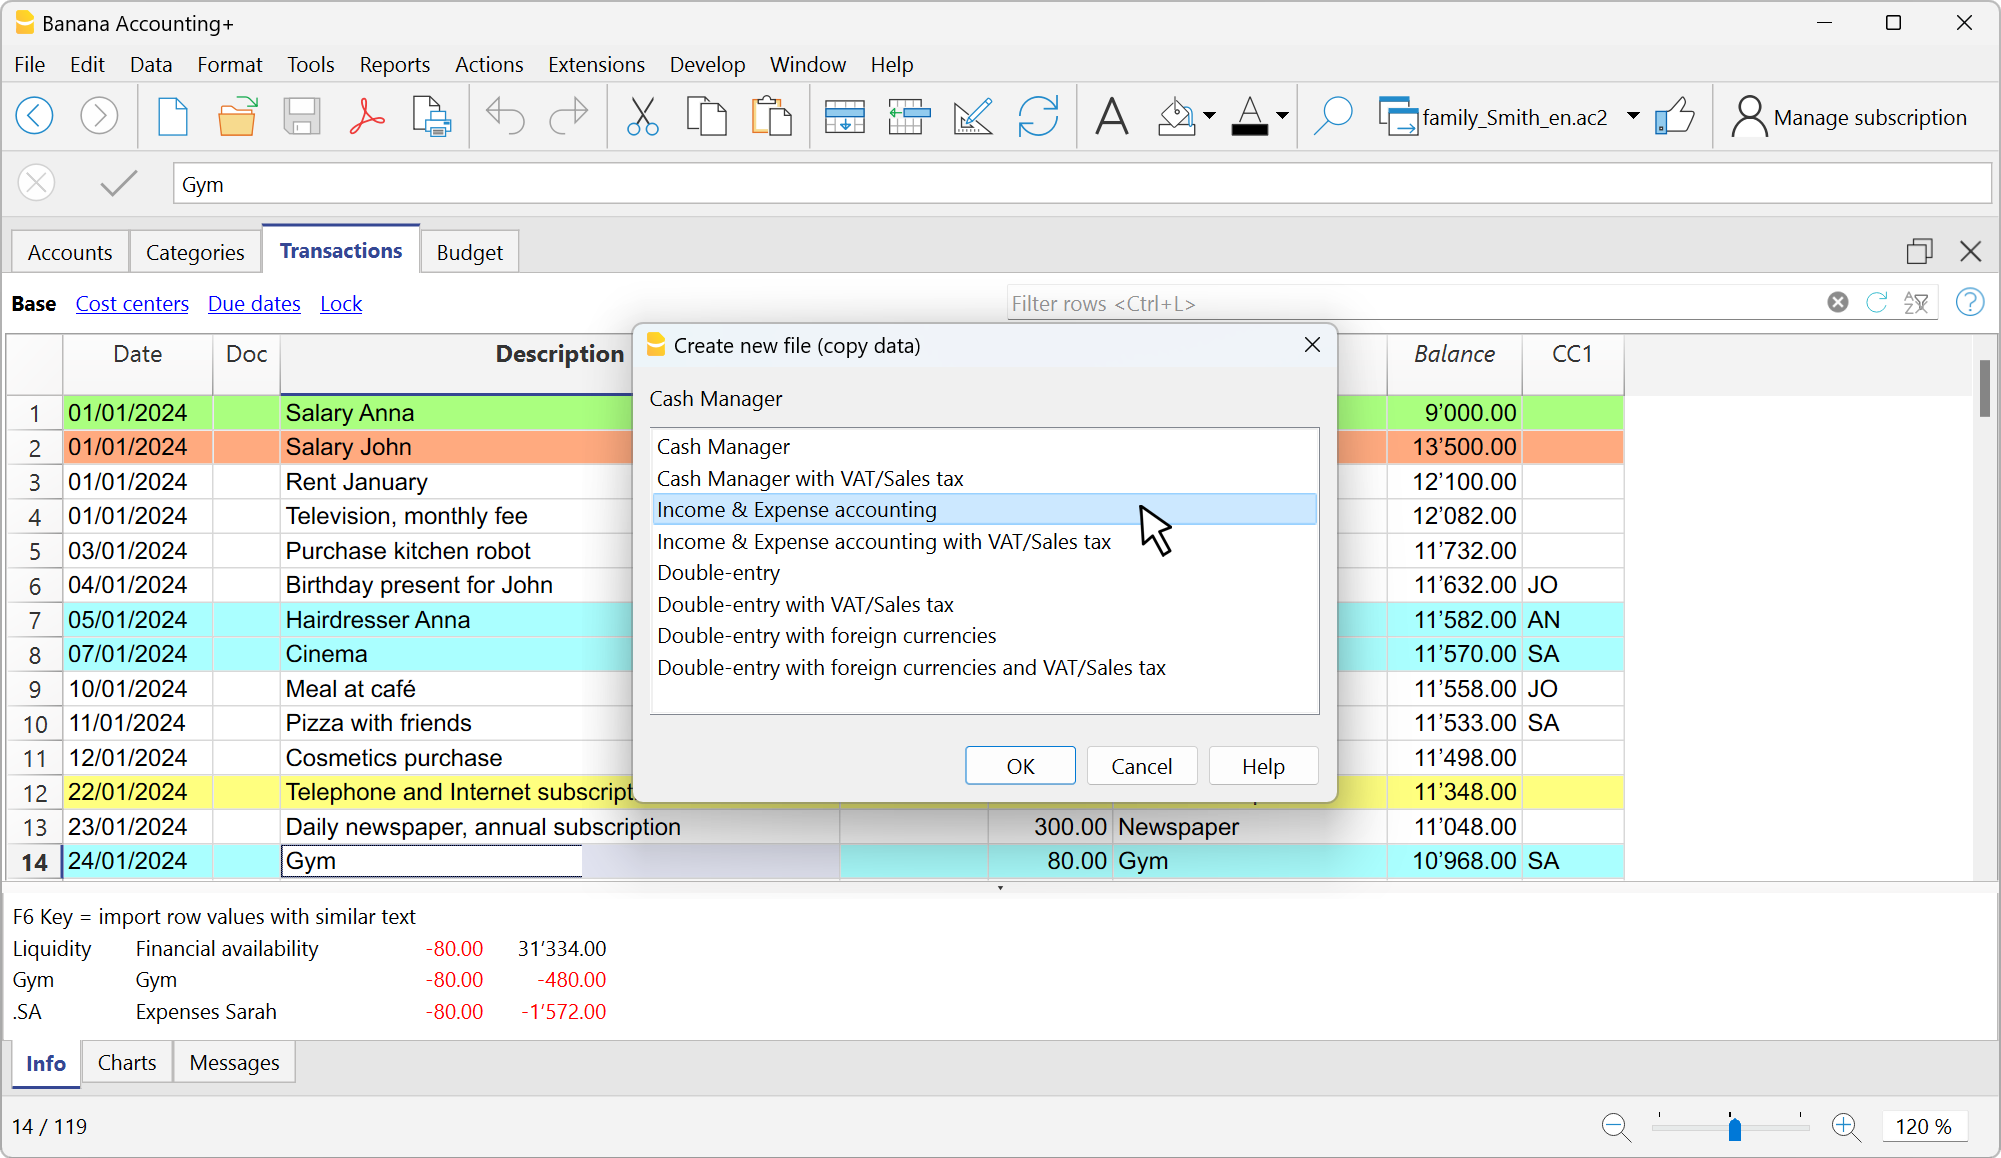 Banana Accounting+
File Edit Data Format Tools Reports Actions Extensions Develop Window Help
family_Smith_en.ac2 Manage subscription
Gym
Accounts Categories Transactions Budget
Base Cost centers Due dates Lock Filter rows <Ctrl+L>
Date Doc Description Balance CC1
1 01/01/2024 Salary Anna 9’000.00
2 01/01/2024 Salary John 13’500.00
3 01/01/2024 Rent January 12’100.00
4 01/01/2024 Television, monthly fee 12’082.00
5 03/01/2024 Purchase kitchen robot 11’732.00
6 04/01/2024 Birthday present for John 11’632.00 JO
7 05/01/2024 Hairdresser Anna 11’582.00 AN
8 07/01/2024 Cinema 11’570.00 SA
9 10/01/2024 Meal at café 11’558.00 JO
10 11/01/2024 Pizza with friends 11’533.00 SA
11 12/01/2024 Cosmetics purchase 11’498.00
12 22/01/2024 Telephone and Internet subscript 11’348.00
13 23/01/2024 Daily newspaper, annual subscription 300.00 Newspaper 11’048.00
14 24/01/2024 Gym 80.00 Gym 10’968.00 SA
Create new file (copy data)
Cash Manager
Cash Manager
Cash Manager with VAT/Sales tax
Income & Expense accounting
Income & Expense accounting with VAT/Sales tax
Double-entry
Double-entry with VAT/Sales tax
Double-entry with foreign currencies
Double-entry with foreign currencies and VAT/Sales tax
OK Cancel Help
F6 Key = import row values with similar text
Liquidity Financial availability -80.00 31’334.00
Gym Gym -80.00 -480.00
.SA Expenses Sarah -80.00 -1’572.00
Info Charts Messages
14 / 119 120 %